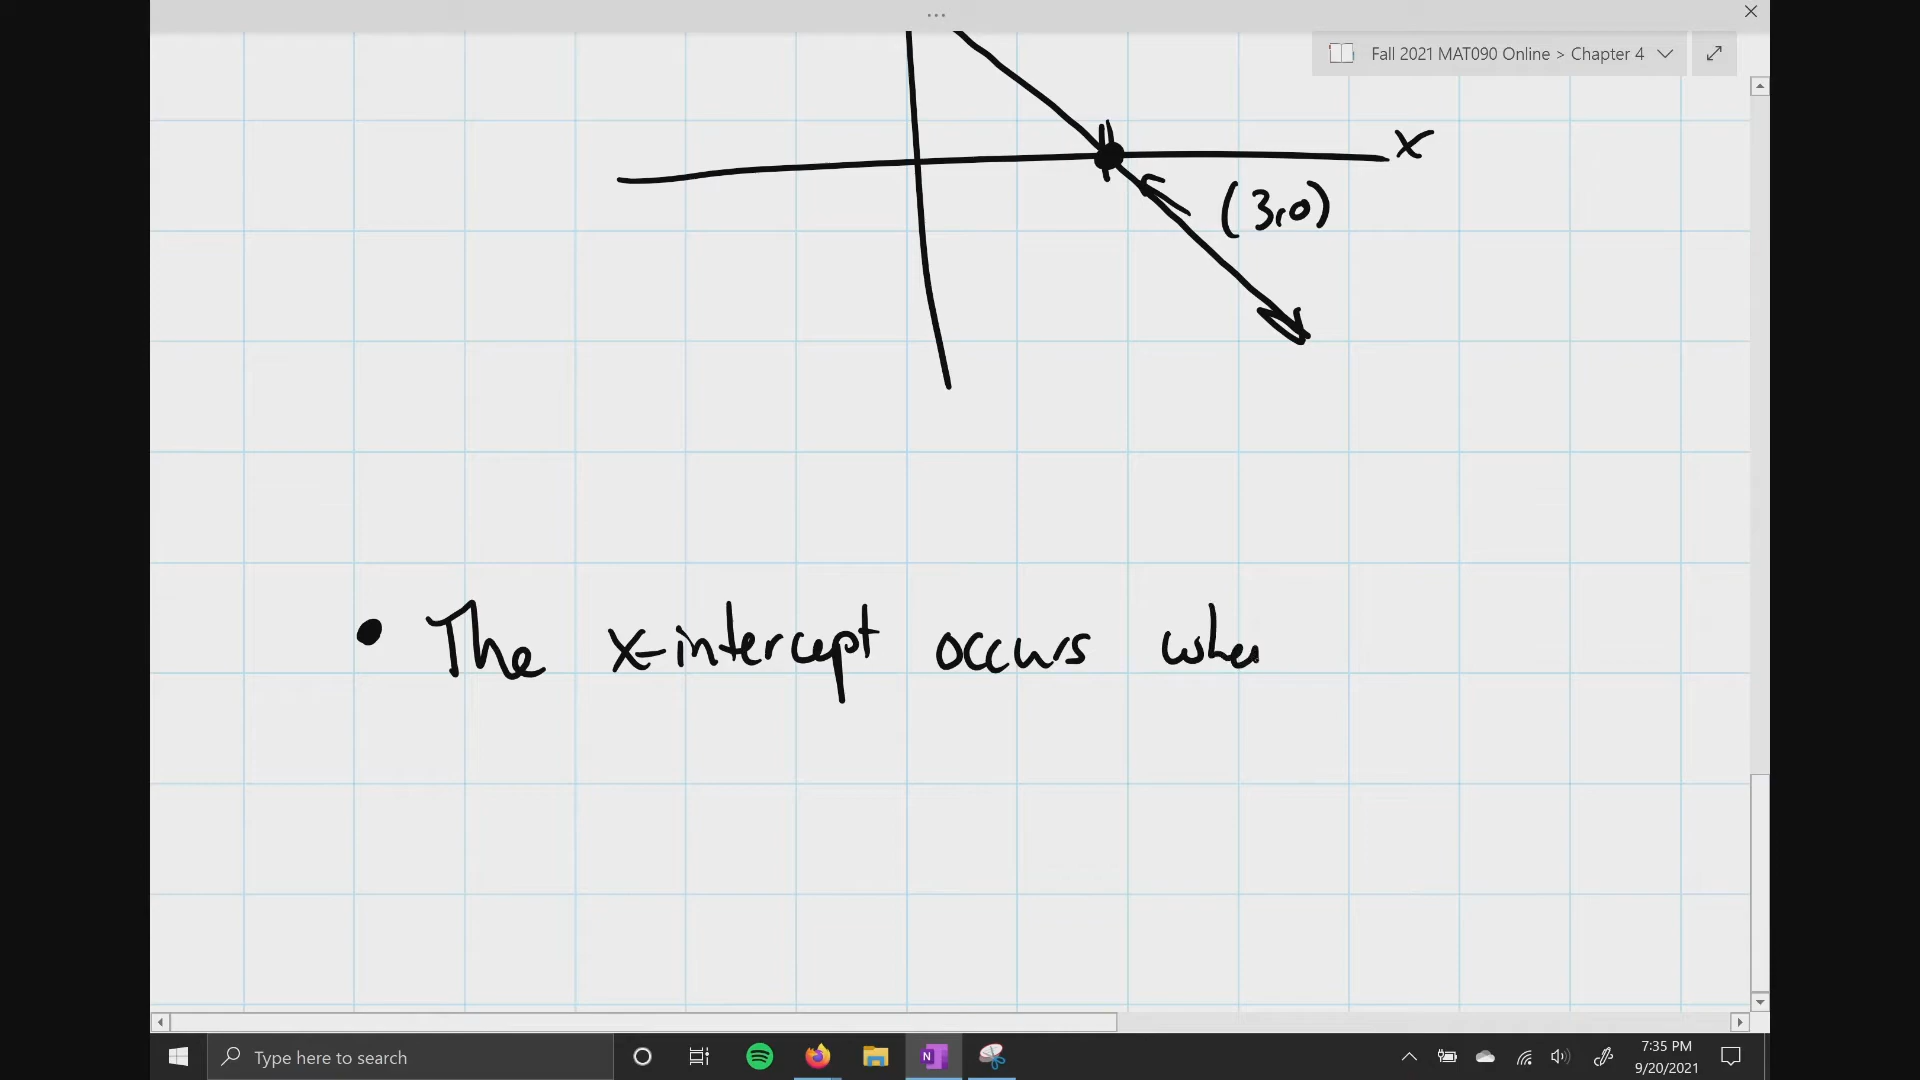 ...
Fall 2021 MAT090 Online > Chapter 4
x
(3,0)
• The x-intercept occurs whe
Type here to search
N
7:35 PM
9/20/2021